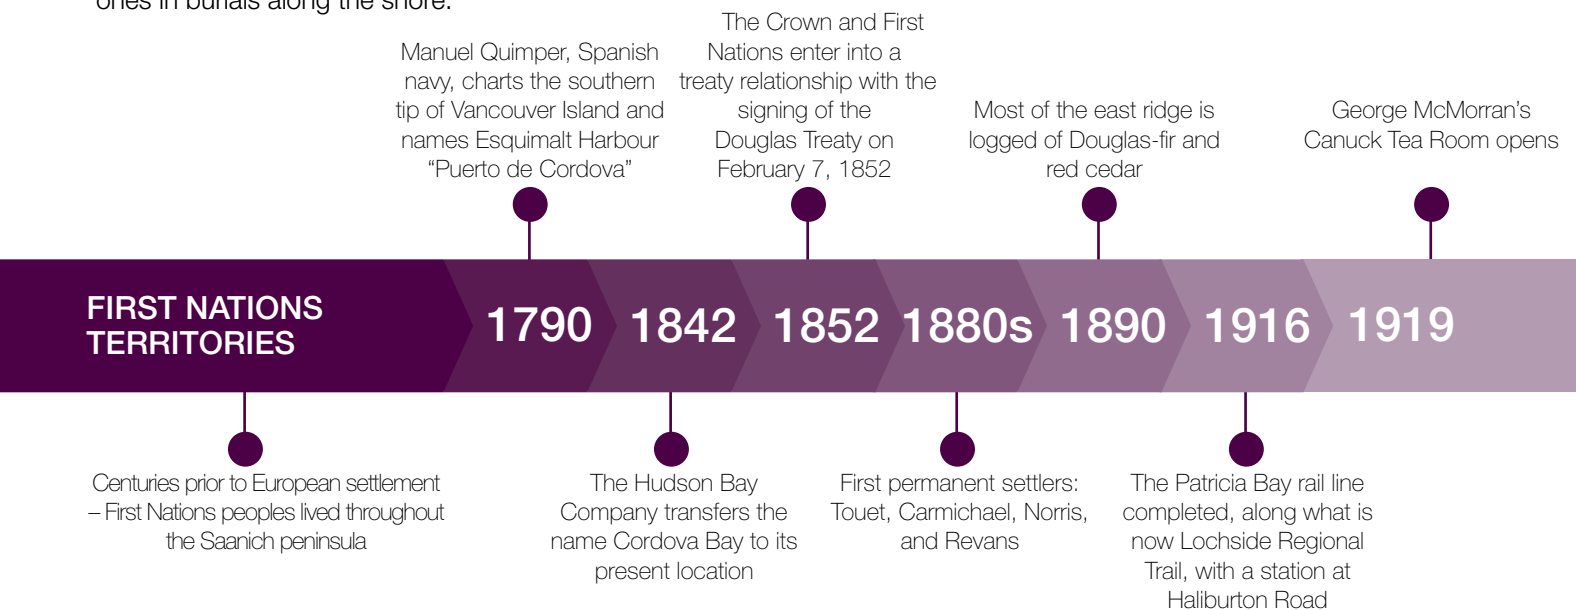 ones in burials along the shore.
Manuel Quimper, Spanish
navy, charts the southern
tip of Vancouver Island and
names Esquimalt Harbour
“Puerto de Cordova”
The Crown and First
Nations enter into a
treaty relationship with the
signing of the
Douglas Treaty on
February 7, 1852
Most of the east ridge is
logged of Douglas-fir and
red cedar
George McMorran’s
Canuck Tea Room opens
FIRST NATIONS
TERRITORIES
1790
1842
1852
1880s
1890
1916
1919
Centuries prior to European settlement
– First Nations peoples lived throughout
the Saanich peninsula
The Hudson Bay
Company transfers the
name Cordova Bay to its
present location
First permanent settlers:
Touet, Carmichael, Norris,
and Revans
The Patricia Bay rail line
completed, along what is
now Lochside Regional
Trail, with a station at
Haliburton Road